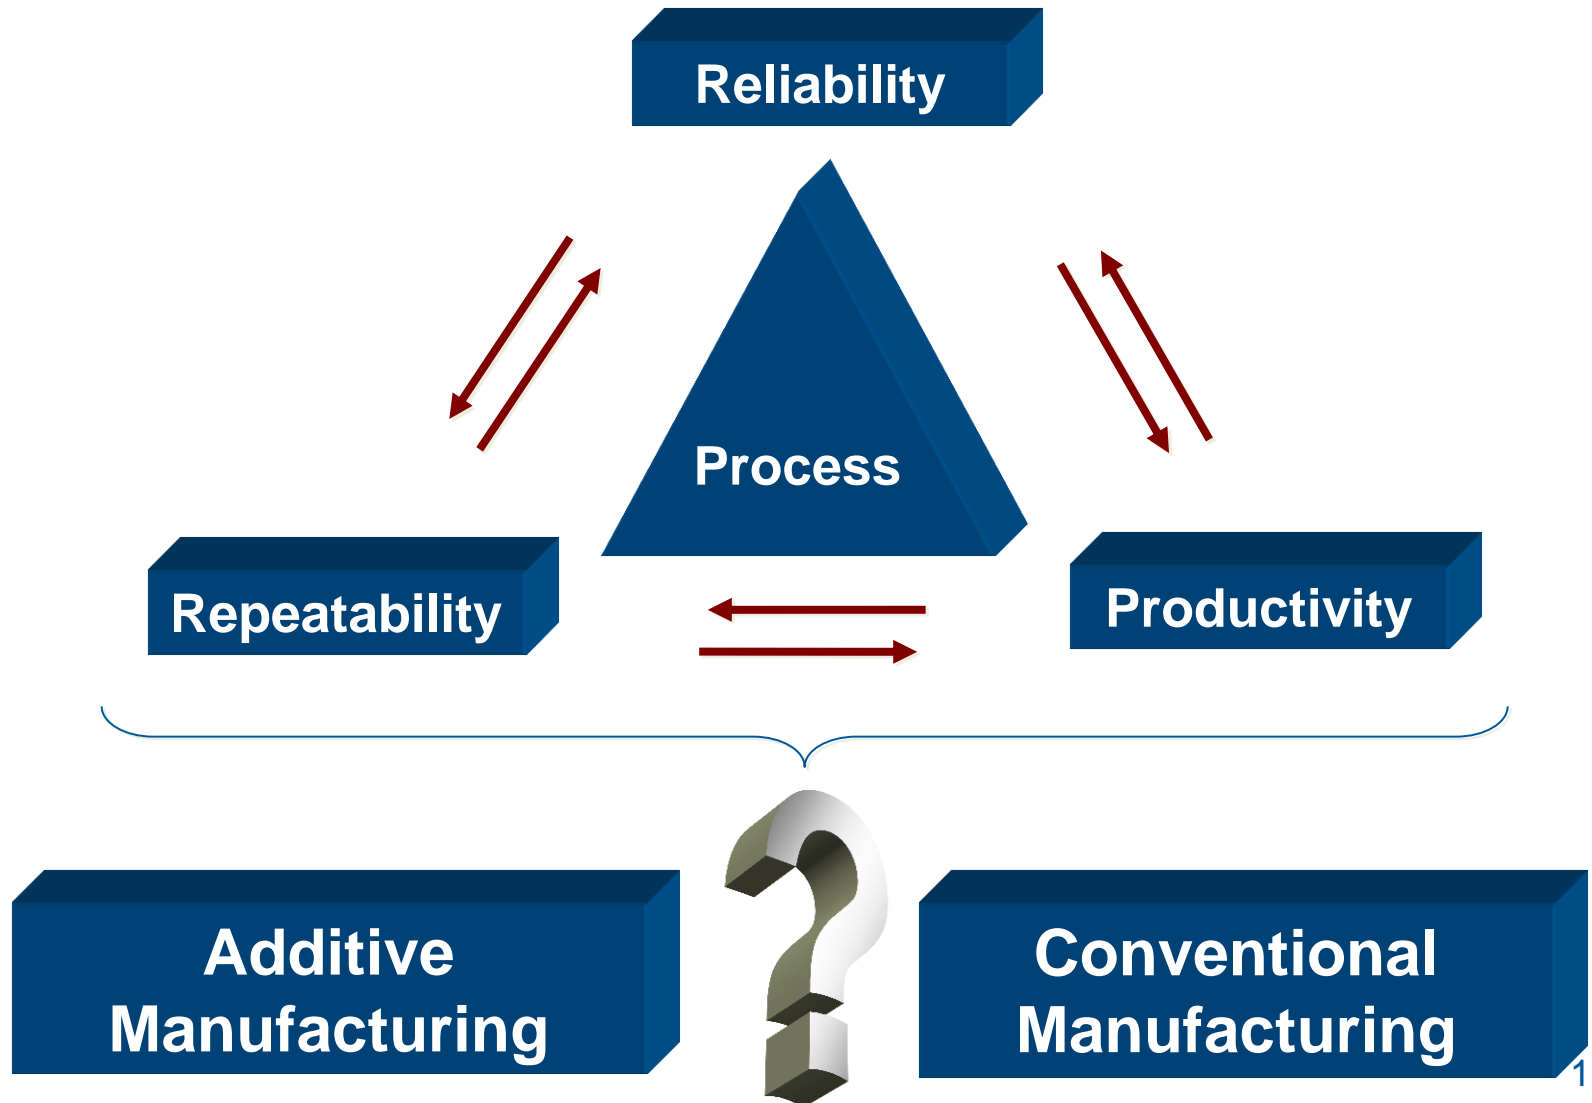 Reliability
Process
Repeatability
Productivity
?
Additive
Manufacturing
Conventional
Manufacturing
1